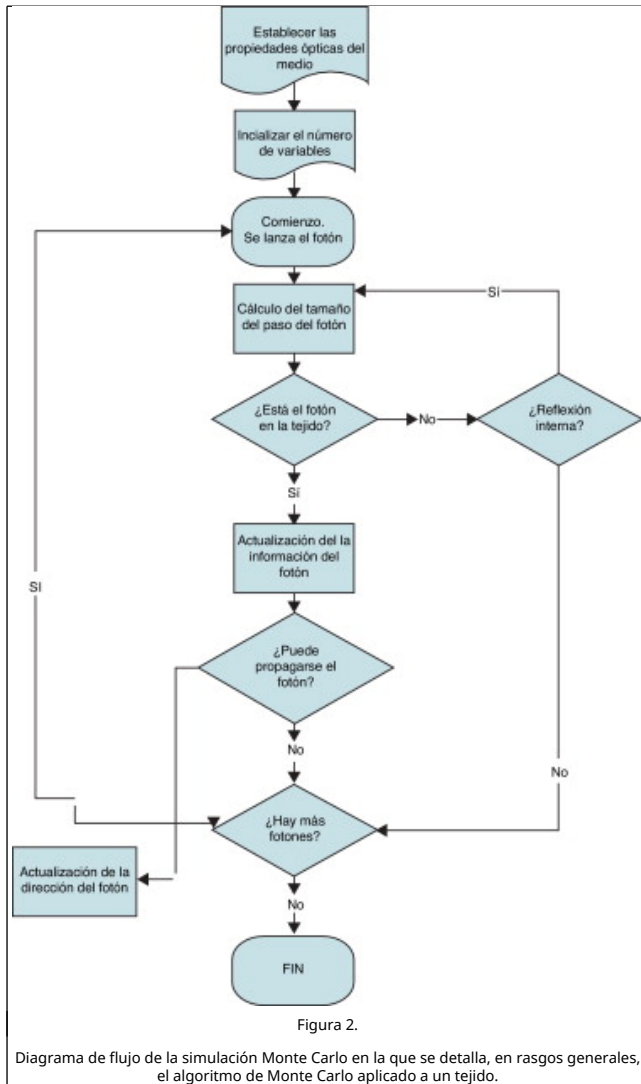 Establecer las
propiedades ópticas del
medio
Incializar el número
de variables
Comienzo.
Se lanza el fotón
Cálculo del tamaño
del paso del fotón
Sí
¿Está el fotón
en la tejido?
No
¿Reflexión
interna?
Sí
Actualización del la
información del
fotón
SI
¿Puede
propagarse el
fotón?
No
No
¿Hay más
fotones?
Actualización de la
dirección del fotón
No
FIN
Figura 2.
Diagrama de flujo de la simulación Monte Carlo en la que se detalla, en rasgos generales,
el algoritmo de Monte Carlo aplicado a un tejido.